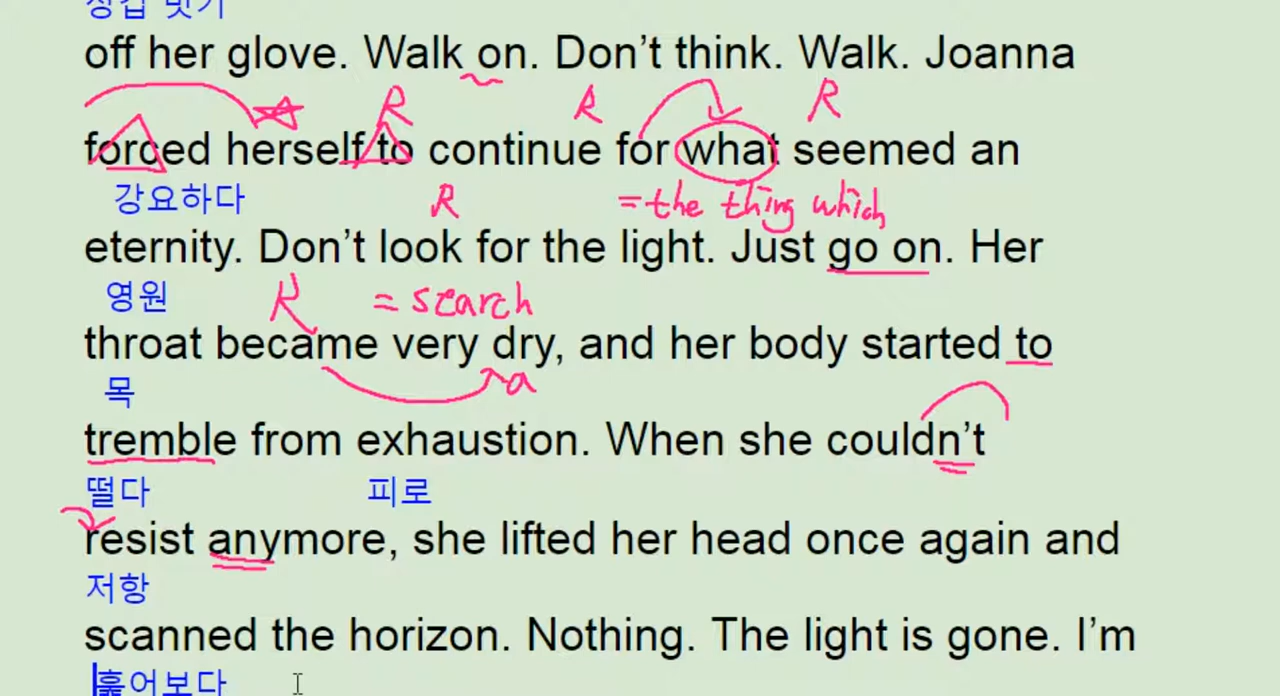 장갑 벗기
off her glove. Walk on. Don’t think. Walk. Joanna
R R R
forced herself to continue for what seemed an
강요하다 R = the thing which
eternity. Don’t look for the light. Just go on. Her
영원 R = search
throat became very dry, and her body started to
목 a
tremble from exhaustion. When she couldn’t
떨다 피로
resist anymore, she lifted her head once again and
저항
scanned the horizon. Nothing. The light is gone. I’m
훑어보다